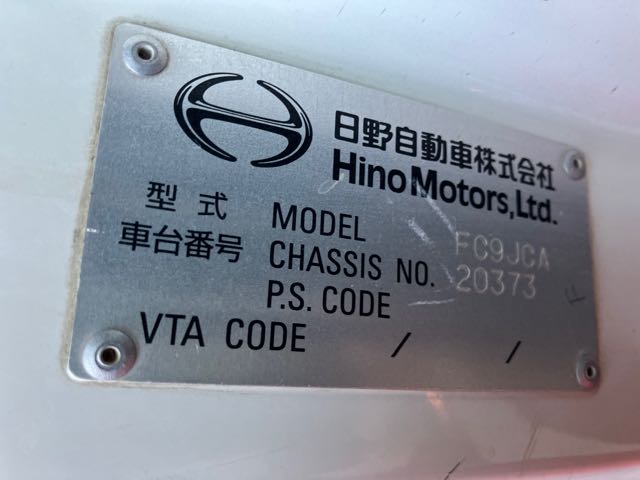 日野自動車株式会社
Hino Motors, Ltd.
型式 MODEL FC9JCA
車台番号 CHASSIS NO. 20373
P.S. CODE
VTA CODE / /